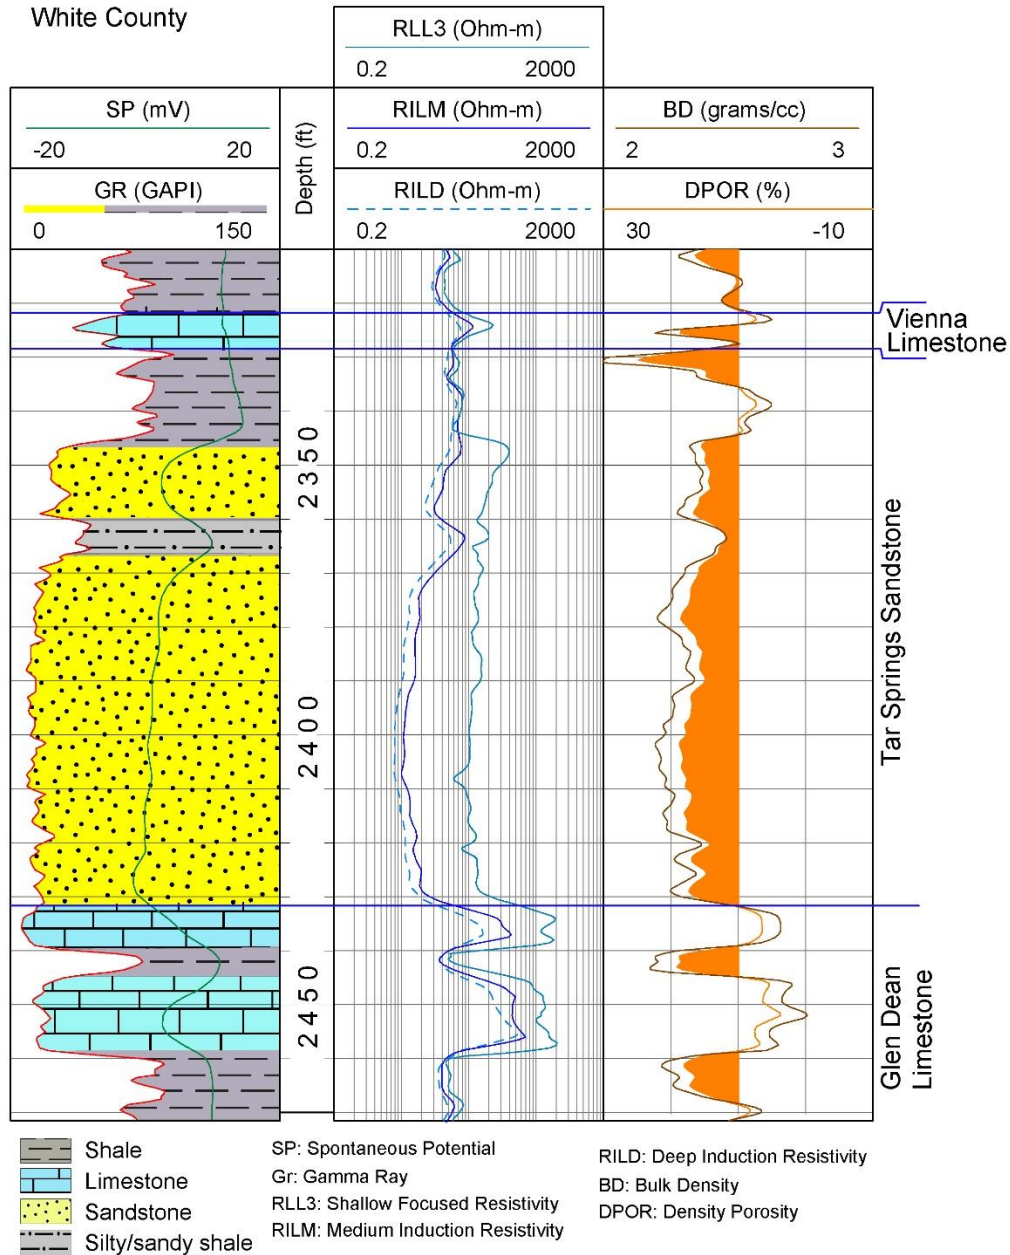 White County
RLL3 (Ohm-m)
0.2 2000
SP (mV)
-20 20
Depth (ft)
RILM (Ohm-m)
0.2 2000
BD (grams/cc)
2 3
GR (GAPI)
0 150
RILD (Ohm-m)
0.2 2000
DPOR (%)
30 -10
Vienna
Limestone
2350
Tar Springs Sandstone
2400
2450
Glen Dean
Limestone
Shale
Limestone
Sandstone
Silty/sandy shale
SP: Spontaneous Potential
Gr: Gamma Ray
RLL3: Shallow Focused Resistivity
RILM: Medium Induction Resistivity
RILD: Deep Induction Resistivity
BD: Bulk Density
DPOR: Density Porosity